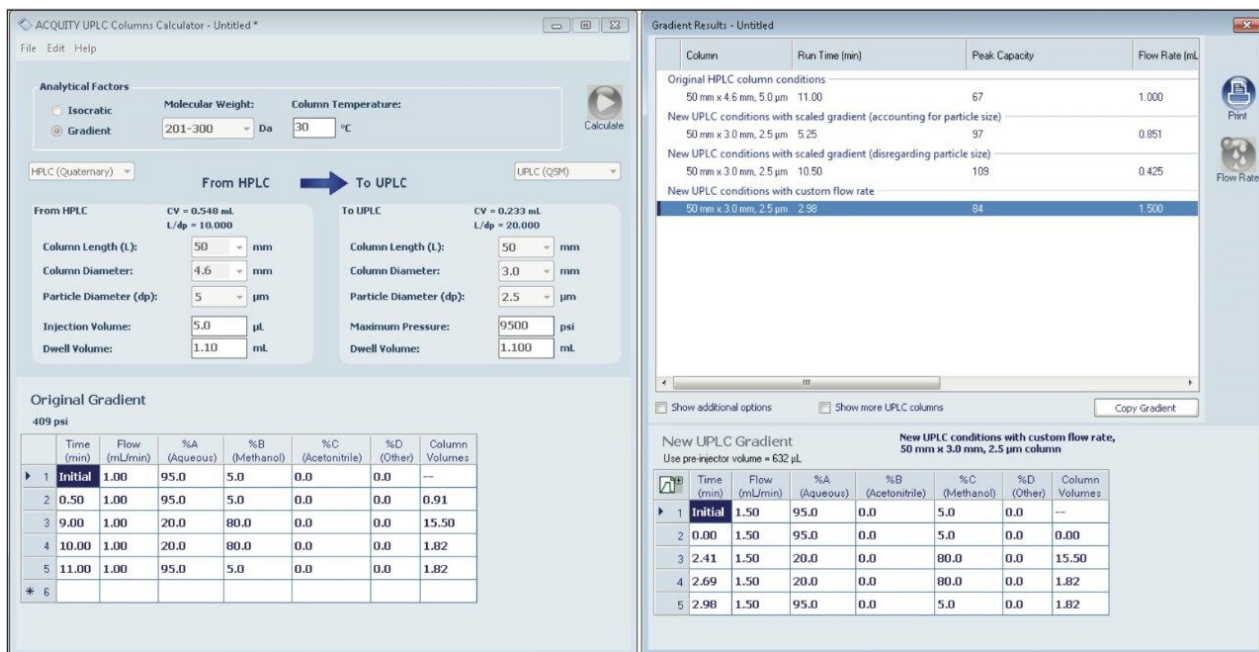 ACQUITY UPLC Columns Calculator - Untitled *
File Edit Help
Analytical Factors
Isocratic
Gradient
Molecular Weight:
201-300 Da
Column Temperature:
30 °C
Calculate
HPLC (Quaternary)
From HPLC
To UPLC
UPLC (QSM)
From HPLC
CV = 0.548 mL
L/dp = 10,000
Column Length (L): 50 mm
Column Diameter: 4.6 mm
Particle Diameter (dp): 5 µm
Injection Volume: 5.0 µL
Dwell Volume: 1.10 mL
To UPLC
CV = 0.233 mL
L/dp = 20,000
Column Length (L): 50 mm
Column Diameter: 3.0 mm
Particle Diameter (dp): 2.5 µm
Maximum Pressure: 9500 psi
Dwell Volume: 1.100 mL
Original Gradient
409 psi
Time (min) Flow (mL/min) %A (Aqueous) %B (Methanol) %C (Acetonitrile) %D (Other) Column Volumes
1 Initial 1.00 95.0 5.0 0.0 0.0 --
2 0.50 1.00 95.0 5.0 0.0 0.0 0.91
3 9.00 1.00 20.0 80.0 0.0 0.0 15.50
4 10.00 1.00 20.0 80.0 0.0 0.0 1.82
5 11.00 1.00 95.0 5.0 0.0 0.0 1.82
* 6
Gradient Results - Untitled
Column Run Time (min) Peak Capacity Flow Rate (mL
Original HPLC column conditions
50 mm x 4.6 mm, 5.0 µm 11.00 67 1.000
New UPLC conditions with scaled gradient (accounting for particle size)
50 mm x 3.0 mm, 2.5 µm 5.25 97 0.851
New UPLC conditions with scaled gradient (disregarding particle size)
50 mm x 3.0 mm, 2.5 µm 10.50 109 0.425
New UPLC conditions with custom flow rate
50 mm x 3.0 mm, 2.5 µm 2.98 84 1.500
Print
Flow Rate
Show additional options
Show more UPLC columns
Copy Gradient
New UPLC Gradient
Use pre-injector volume = 632 µL
New UPLC conditions with custom flow rate,
50 mm x 3.0 mm, 2.5 µm column
Time (min) Flow (mL/min) %A (Aqueous) %B (Acetonitrile) %C (Methanol) %D (Other) Column Volumes
1 Initial 1.50 95.0 0.0 5.0 0.0 --
2 0.00 1.50 95.0 0.0 5.0 0.0 0.00
3 2.41 1.50 20.0 0.0 80.0 0.0 15.50
4 2.69 1.50 20.0 0.0 80.0 0.0 1.82
5 2.98 1.50 95.0 0.0 5.0 0.0 1.82